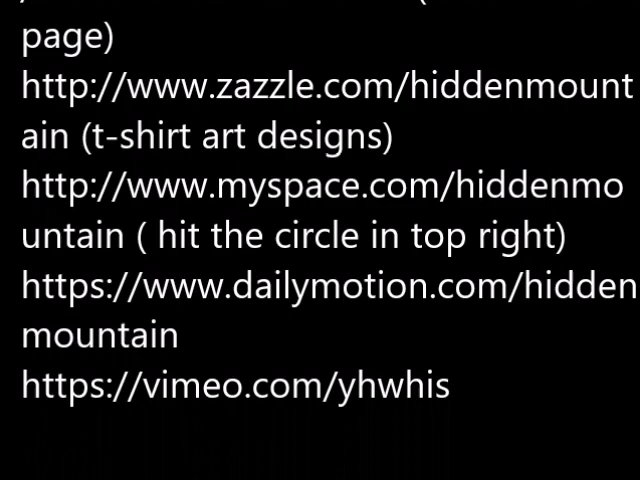 page)
http://www.zazzle.com/hiddenmount
ain (t-shirt art designs)
http://www.myspace.com/hiddenmo
untain ( hit the circle in top right)
https://www.dailymotion.com/hidden
mountain
https://vimeo.com/yhwhis